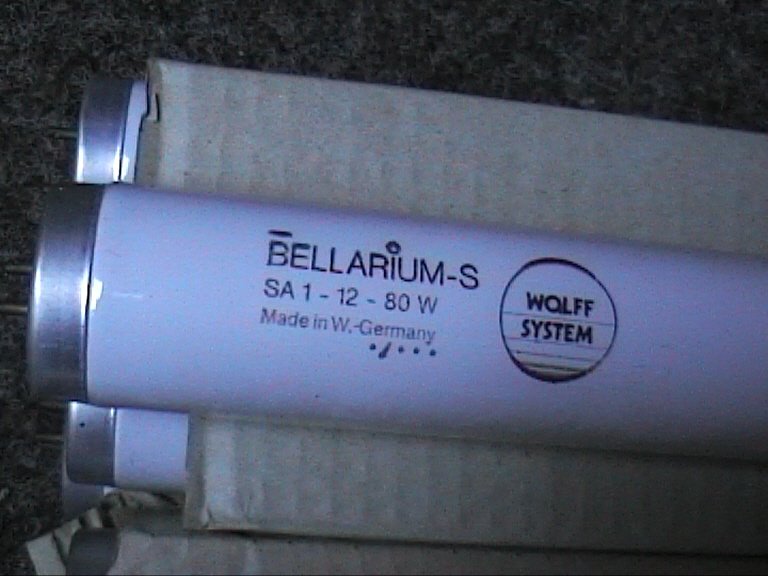 BELLARIUM-S
SA 1 - 12 - 80 W
Made in W.-Germany
WOLFF
SYSTEM